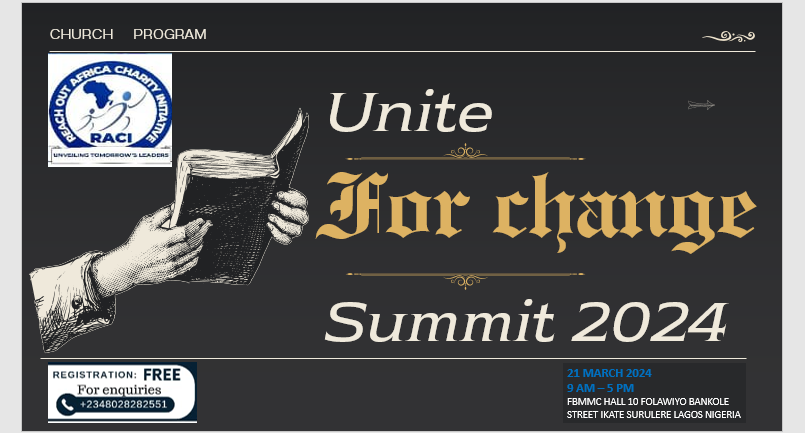 CHURCH PROGRAM
REACH OUT AFRICA CHARITY INITIATIVE
RACI
UNVEILING TOMORROW'S LEADERS
Unite
For change
Summit 2024
REGISTRATION: FREE
For enquiries
+2348028282551
21 MARCH 2024
9 AM – 5 PM
FBMMC HALL 10 FOLAWIYO BANKOLE
STREET IKATE SURULERE LAGOS NIGERIA